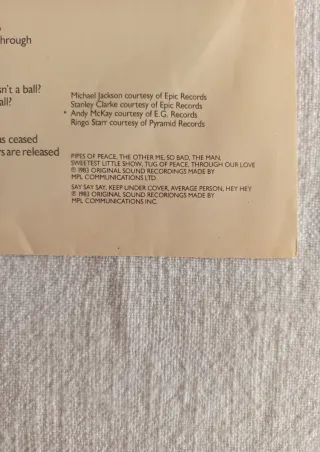 hrough
sn't a ball?
all?
as ceased
rs are released
Michael Jackson courtesy of Epic Records
Stanley Clarke courtesy of Epic Records
* Andy McKay courtesy of E.G. Records
Ringo Starr courtesy of Pyramid Records
PIPES OF PEACE, THE OTHER ME, SO BAD, THE MAN.
SWEETEST LITTLE SHOW, TUG OF PEACE, THROUGH OUR LOVE
℗ 1983 ORIGINAL SOUND RECORDINGS MADE BY
MPL COMMUNICATIONS LTD.
SAY SAY SAY, KEEP UNDER COVER, AVERAGE PERSON, HEY HEY
℗ 1983 ORIGINAL SOUND RECORDINGS MADE BY
MPL COMMUNICATIONS INC